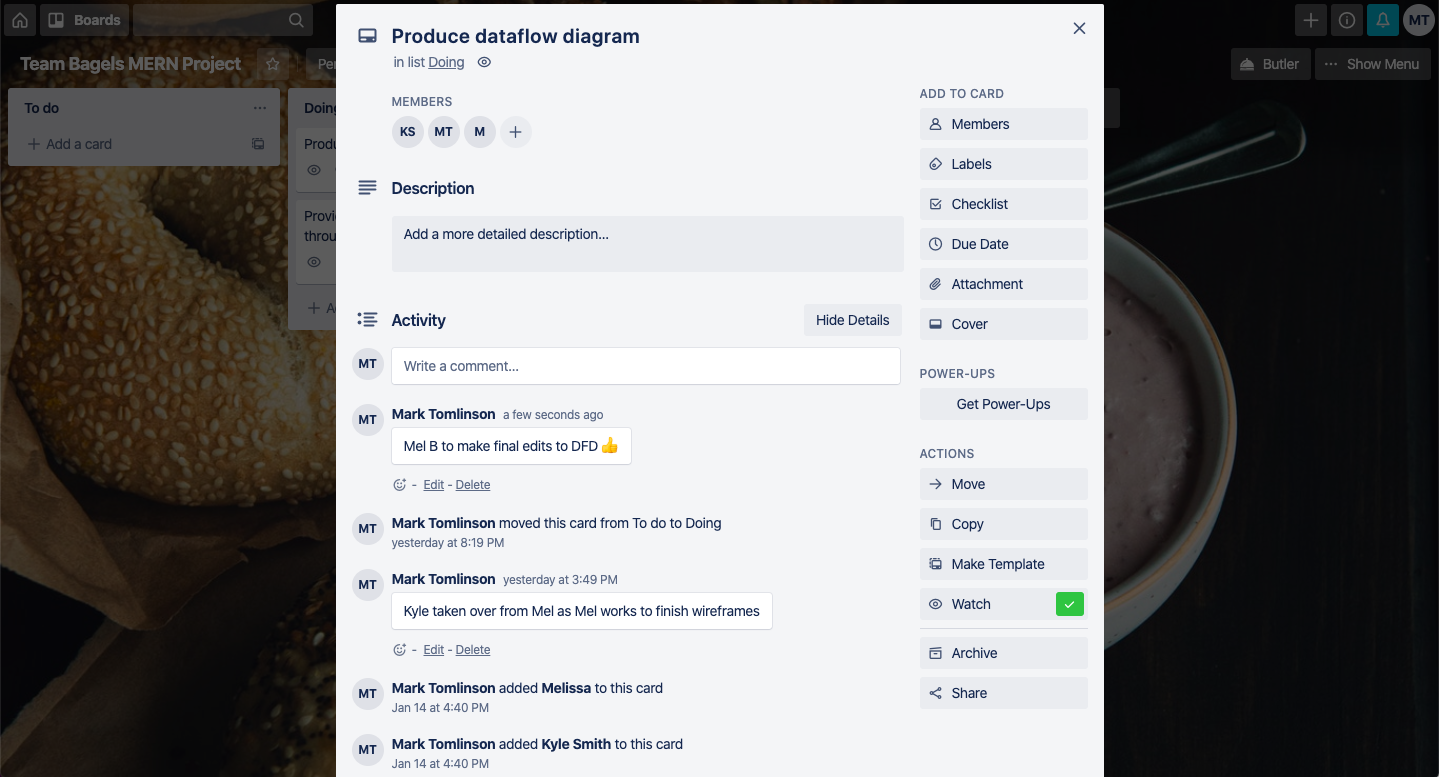 Boards
MT
Team Bagels MERN Project
Butler
Show Menu
To do
Add a card
Doing
Produce dataflow diagram
in list Doing
MEMBERS
KS MT M
Description
Add a more detailed description...
Activity
Hide Details
MT
Write a comment...
MT
Mark Tomlinson a few seconds ago
Mel B to make final edits to DFD 👍
- Edit - Delete
MT
Mark Tomlinson moved this card from To do to Doing
yesterday at 8:19 PM
MT
Mark Tomlinson yesterday at 3:49 PM
Kyle taken over from Mel as Mel works to finish wireframes
- Edit - Delete
MT
Mark Tomlinson added Melissa to this card
Jan 14 at 4:40 PM
MT
Mark Tomlinson added Kyle Smith to this card
Jan 14 at 4:40 PM
ADD TO CARD
Members
Labels
Checklist
Due Date
Attachment
Cover
POWER-UPS
Get Power-Ups
ACTIONS
Move
Copy
Make Template
Watch
Archive
Share